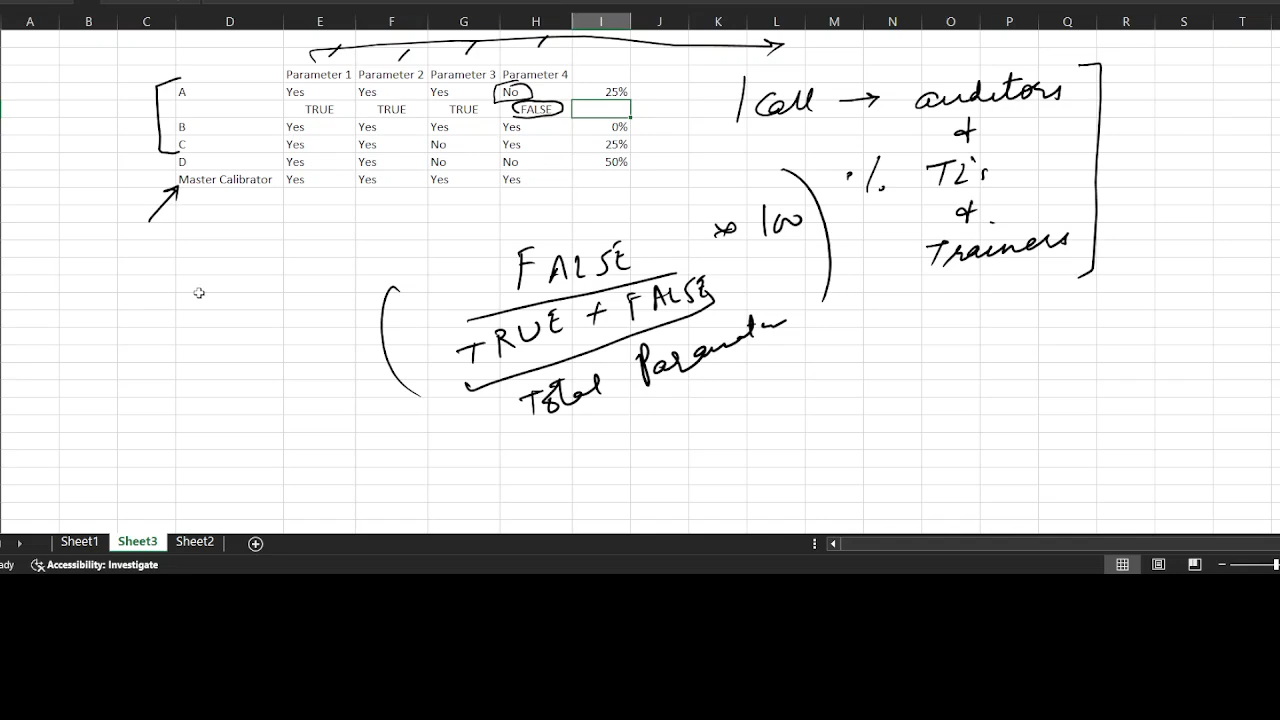 A B C D E F G H I J K L M N O P Q R S T
Parameter 1 Parameter 2 Parameter 3 Parameter 4
A Yes Yes Yes No 25%
TRUE TRUE TRUE FALSE
B Yes Yes Yes Yes 0%
C Yes Yes No Yes 25%
D Yes Yes No No 50%
Master Calibrator Yes Yes Yes Yes
1 Call → auditors
&
% TL's
&
Trainers
FALSE * 100
TRUE + FALSE
Total Parameter
Sheet1 Sheet3 Sheet2
ady Accessibility: Investigate